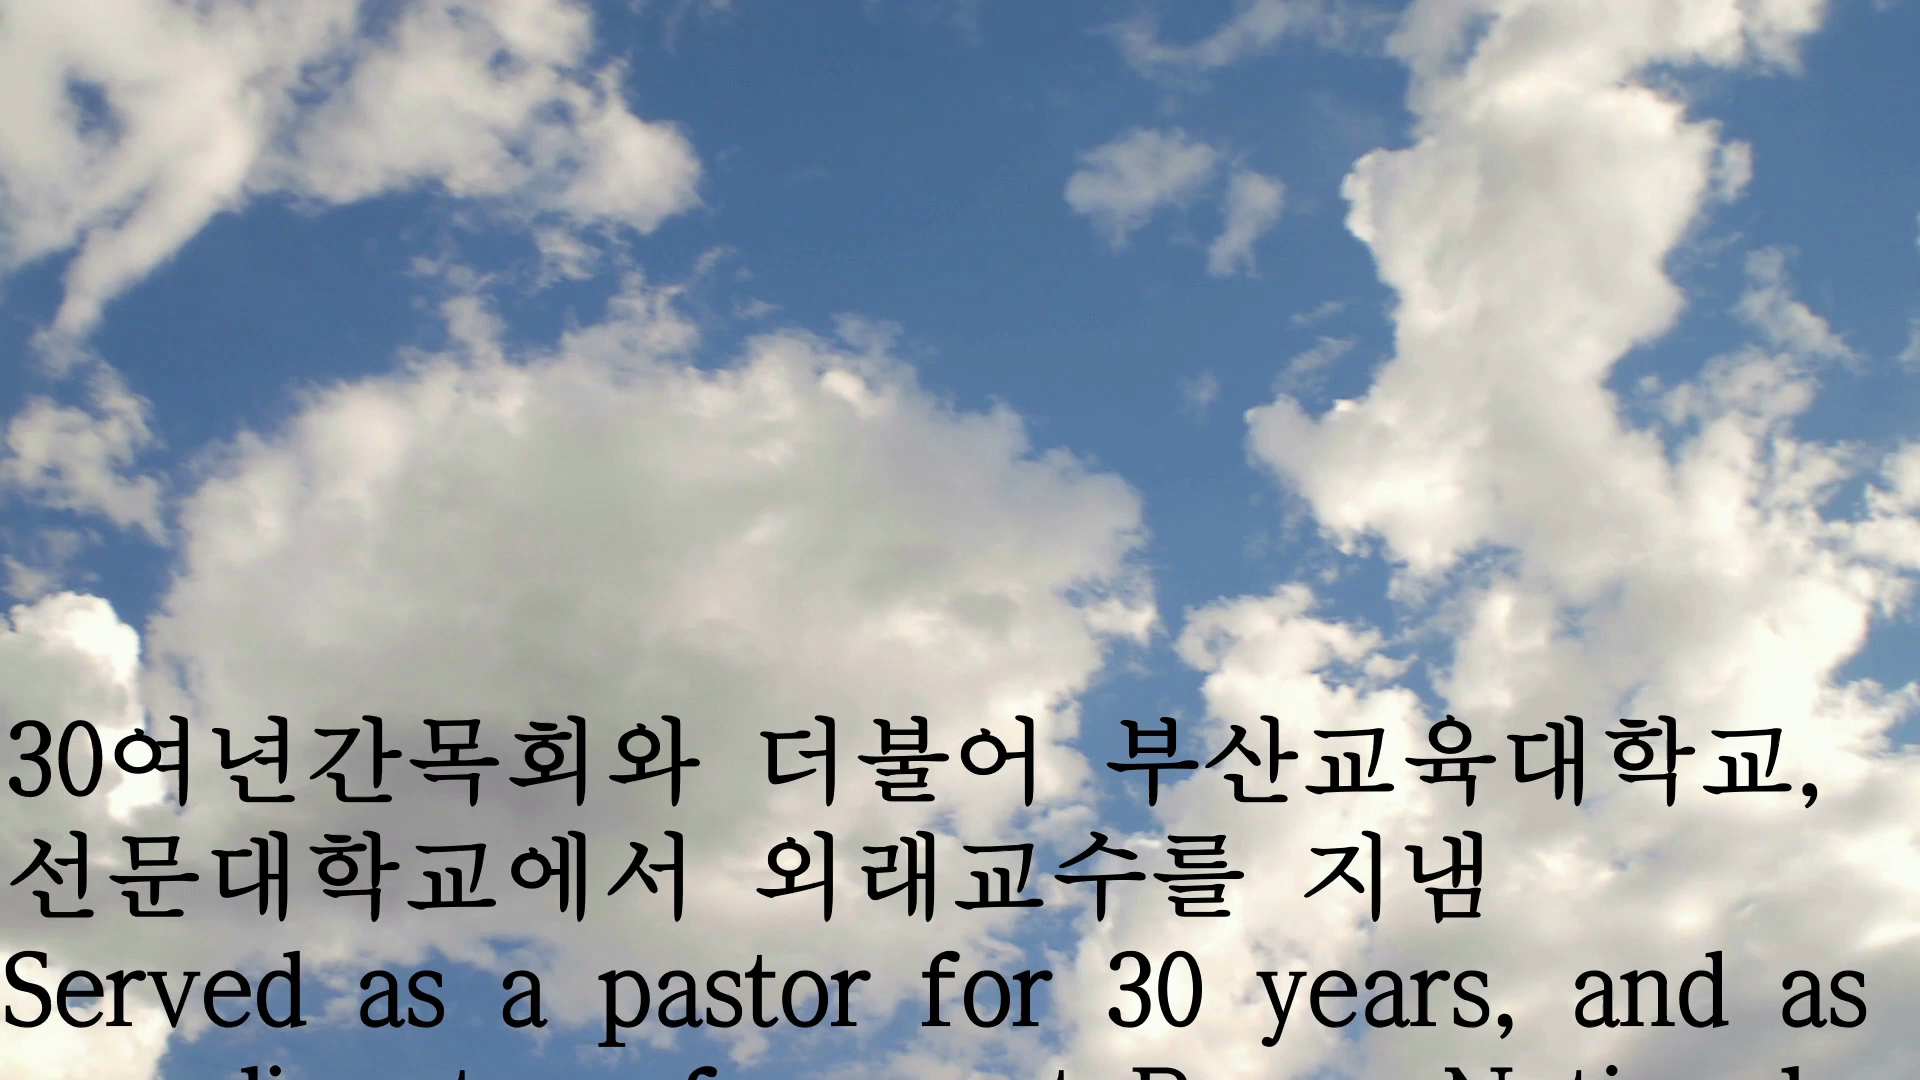 30여년간목회와 더불어 부산교육대학교,
선문대학교에서 외래교수를 지냄
Served as a pastor for 30 years, and as